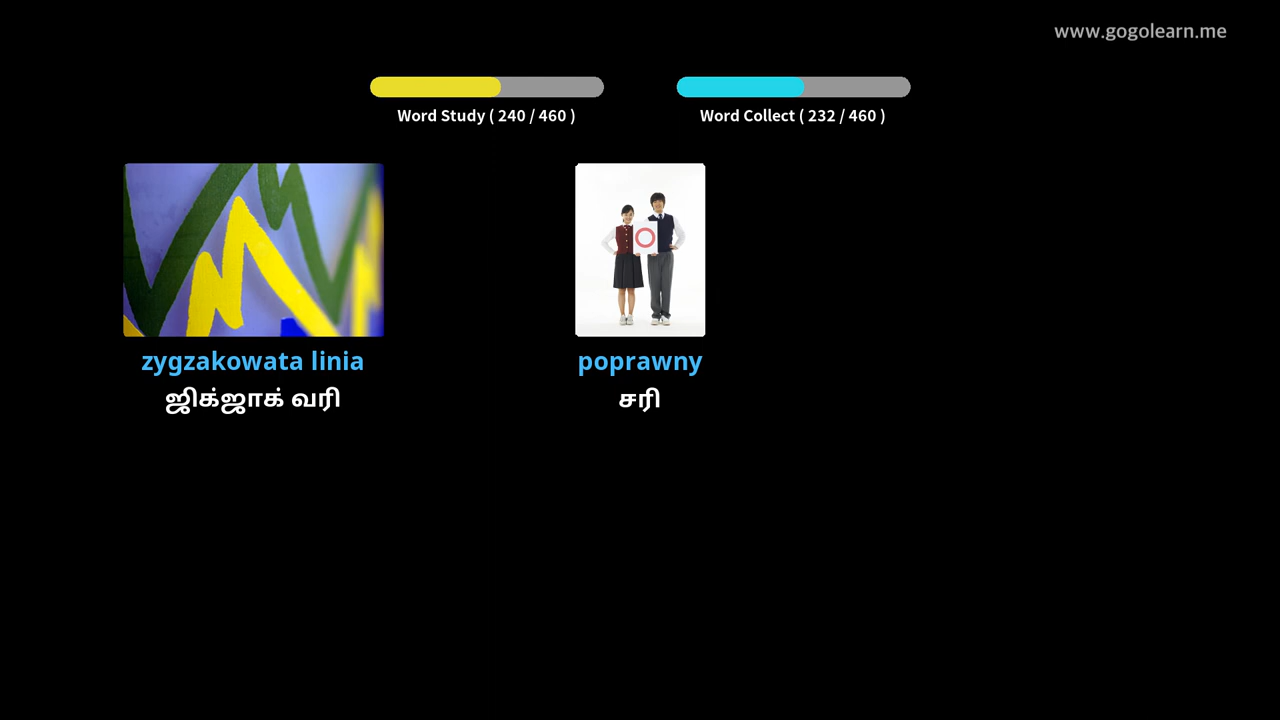 www.gogolearn.me
Word Study ( 240 / 460 )
Word Collect ( 232 / 460 )
zygzakowata linia
ஜிக்ஜாக் வரி
poprawny
சரி